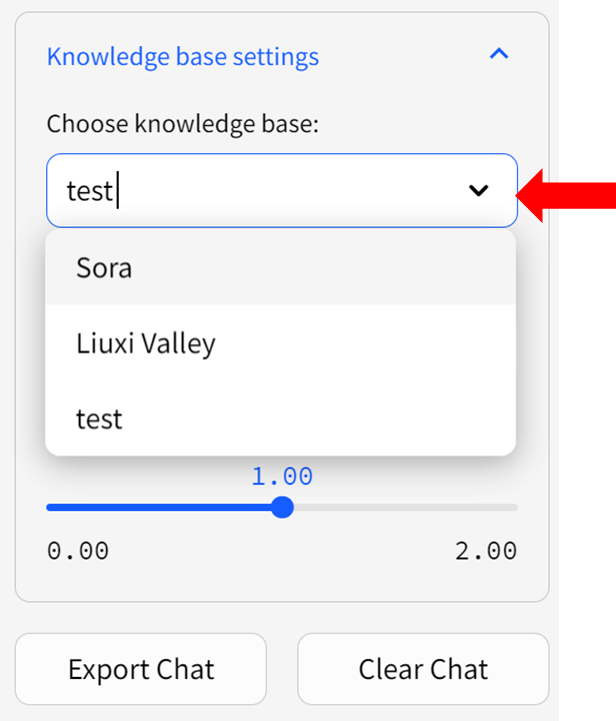 Knowledge base settings
Choose knowledge base:
test
Sora
Liuxi Valley
test
1.00
0.00 2.00
Export Chat Clear Chat